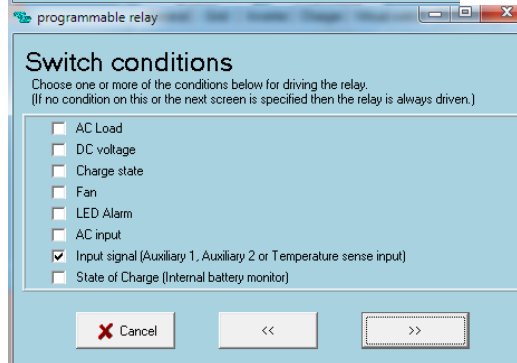 programmable relay
Switch conditions
Choose one or more of the conditions below for driving the relay.
(If no condition on this or the next screen is specified then the relay is always driven.)
AC Load
DC voltage
Charge state
Fan
LED Alarm
AC input
Input signal (Auxiliary 1, Auxiliary 2 or Temperature sense input)
State of Charge (Internal battery monitor)
Cancel
<<
>>